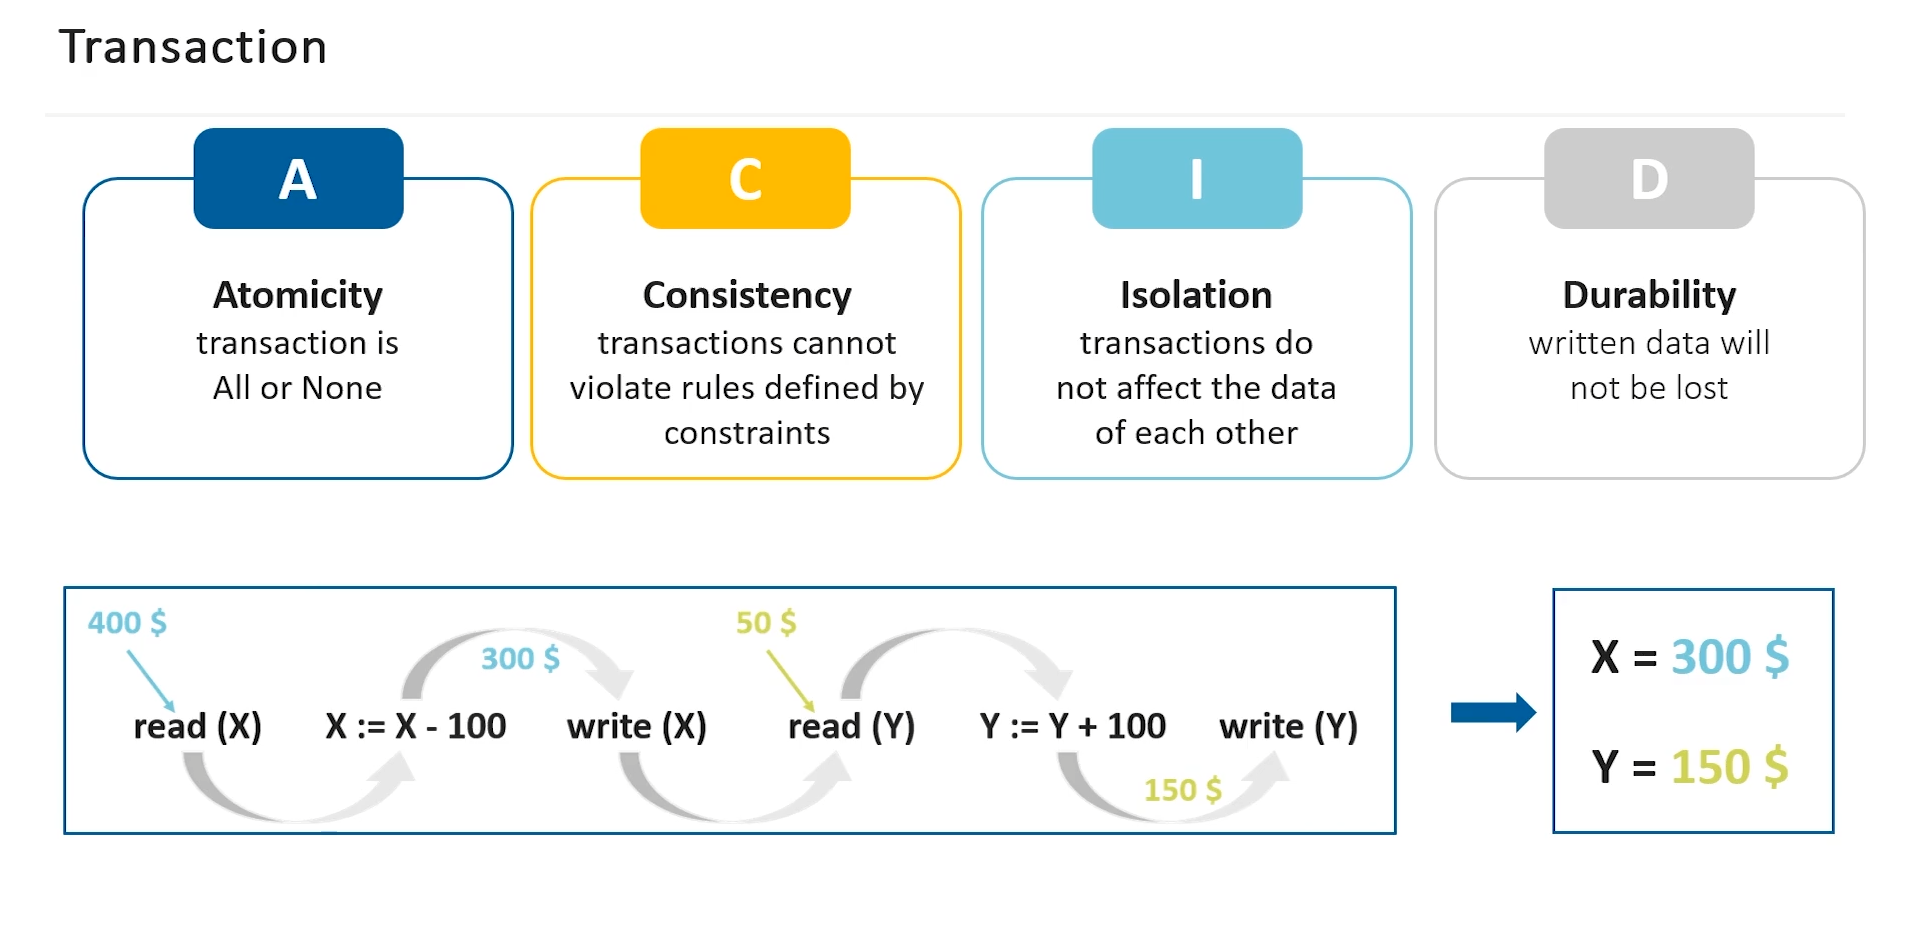 Transaction
A
C
I
D
Atomicity
transaction is
All or None
Consistency
transactions cannot
violate rules defined by
constraints
Isolation
transactions do
not affect the data
of each other
Durability
written data will
not be lost
400 $
300 $
50 $
read (X)
X := X - 100
write (X)
read (Y)
Y := Y + 100
write (Y)
150 $
X = 300 $
Y = 150 $